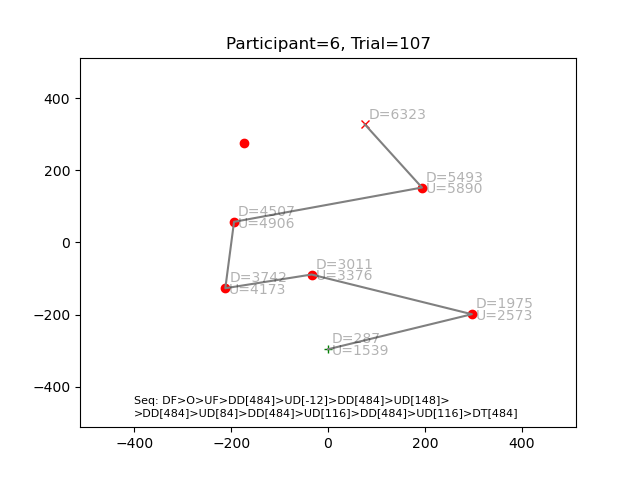 Participant=6, Trial=107
400
200
0
−200
−400
D=6323
D=5493
U=5890
D=4507
U=4906
D=3742
U=4173
D=3011
U=3376
D=1975
U=2573
D=287
U=1539
Seq: DF>O>UF>DD[484]>UD[-12]>DD[484]>UD[148]>
>DD[484]>UD[84]>DD[484]>UD[116]>DD[484]>UD[116]>DT[484]
−400 −200 0 200 400